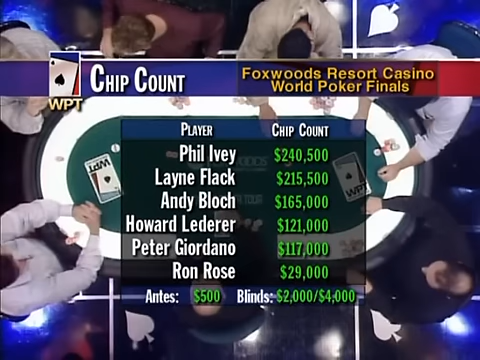 WPT
CHIP COUNT
Foxwoods Resort Casino
World Poker Finals
PLAYER CHIP COUNT
Phil Ivey $240,500
Layne Flack $215,500
Andy Bloch $165,000
Howard Lederer $121,000
Peter Giordano $117,000
Ron Rose $29,000
Antes: $500 Blinds: $2,000/$4,000
WPT
WPT